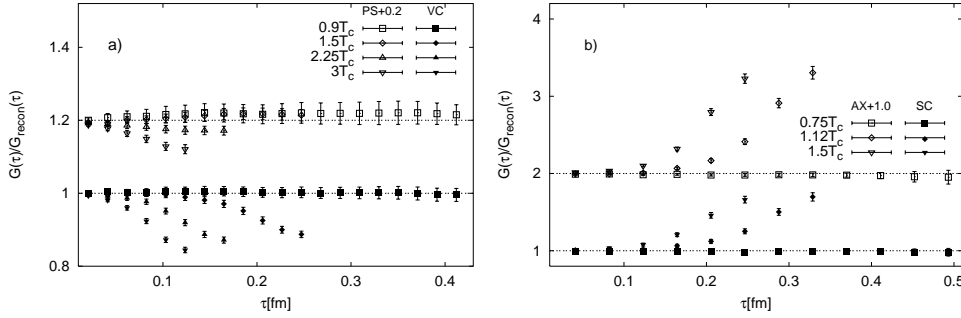 PS+0.2 VC
a)
0.9T_c
1.5T_c
2.25T_c
3T_c
G(τ)/G_recon(τ)
1.4
1.2
1
0.8
0.1 0.2 0.3 0.4
τ[fm]
b)
AX+1.0 SC
0.75T_c
1.12T_c
1.5T_c
G(τ)/G_recon(τ)
4
3
2
1
0.1 0.2 0.3 0.4 0.5
τ[fm]